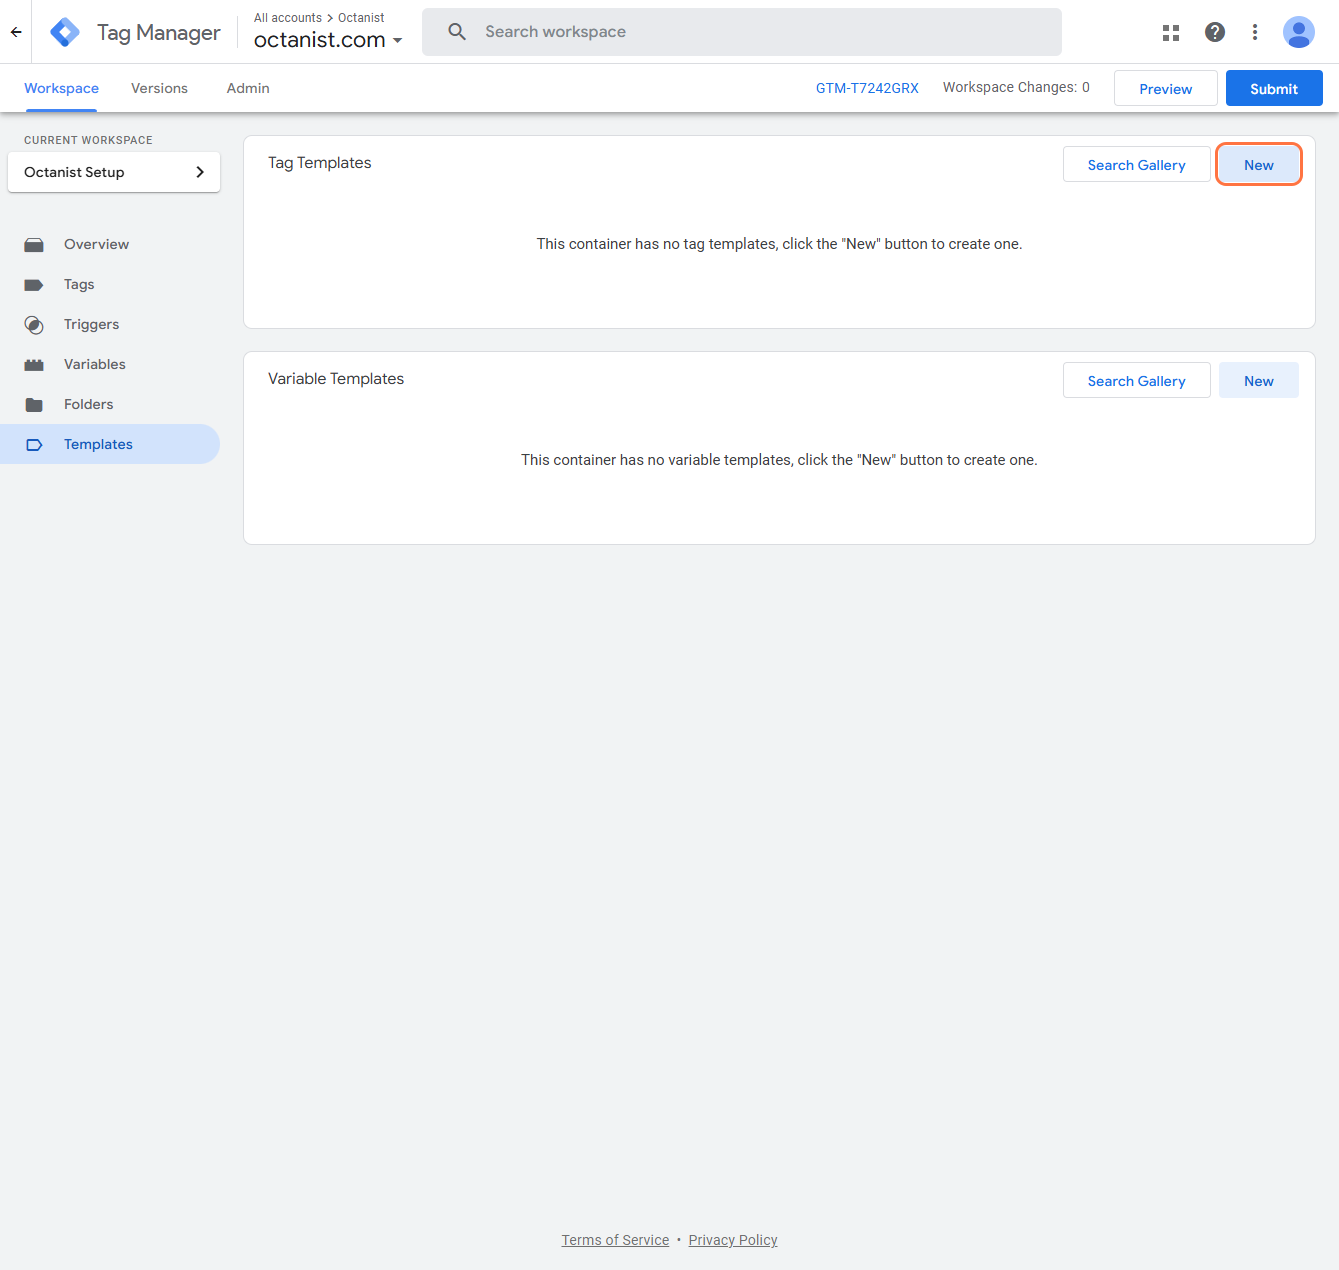 All accounts > Octanist
Tag Manager
octanist.com
Search workspace
Workspace
Versions
Admin
GTM-T7242GRX
Workspace Changes: 0
Preview
Submit
CURRENT WORKSPACE
Octanist Setup
Overview
Tags
Triggers
Variables
Folders
Templates
Tag Templates
Search Gallery
New
This container has no tag templates, click the "New" button to create one.
Variable Templates
Search Gallery
New
This container has no variable templates, click the "New" button to create one.
Terms of Service • Privacy Policy